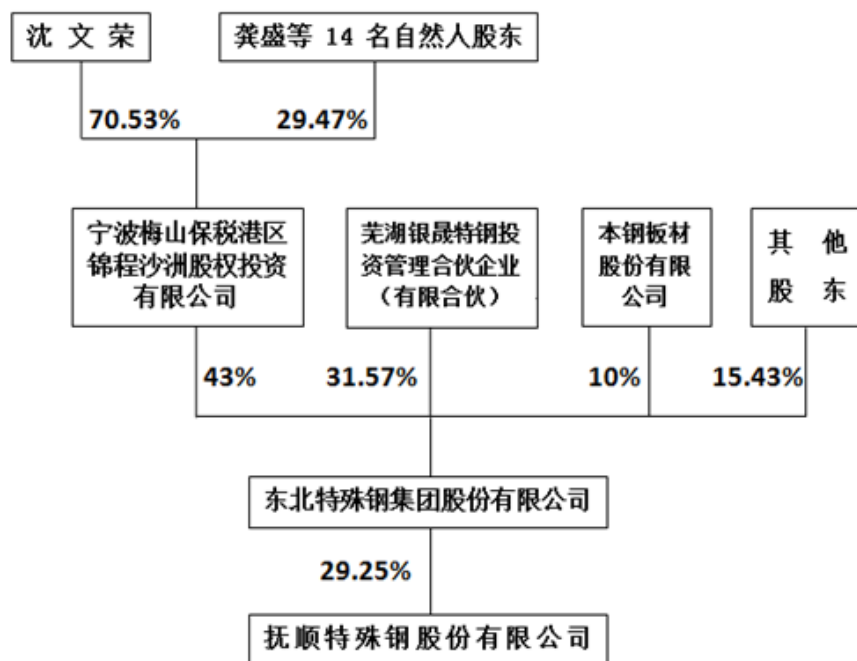 沈 文 荣
龚盛等 14 名自然人股东
70.53%
29.47%
宁波梅山保税港区
锦程沙洲股权投资
有限公司
芜湖银晟特钢投
资管理合伙企业
（有限合伙）
本钢板材
股份有限
公司
其 他
股 东
43%
31.57%
10%
15.43%
东北特殊钢集团股份有限公司
29.25%
抚顺特殊钢股份有限公司